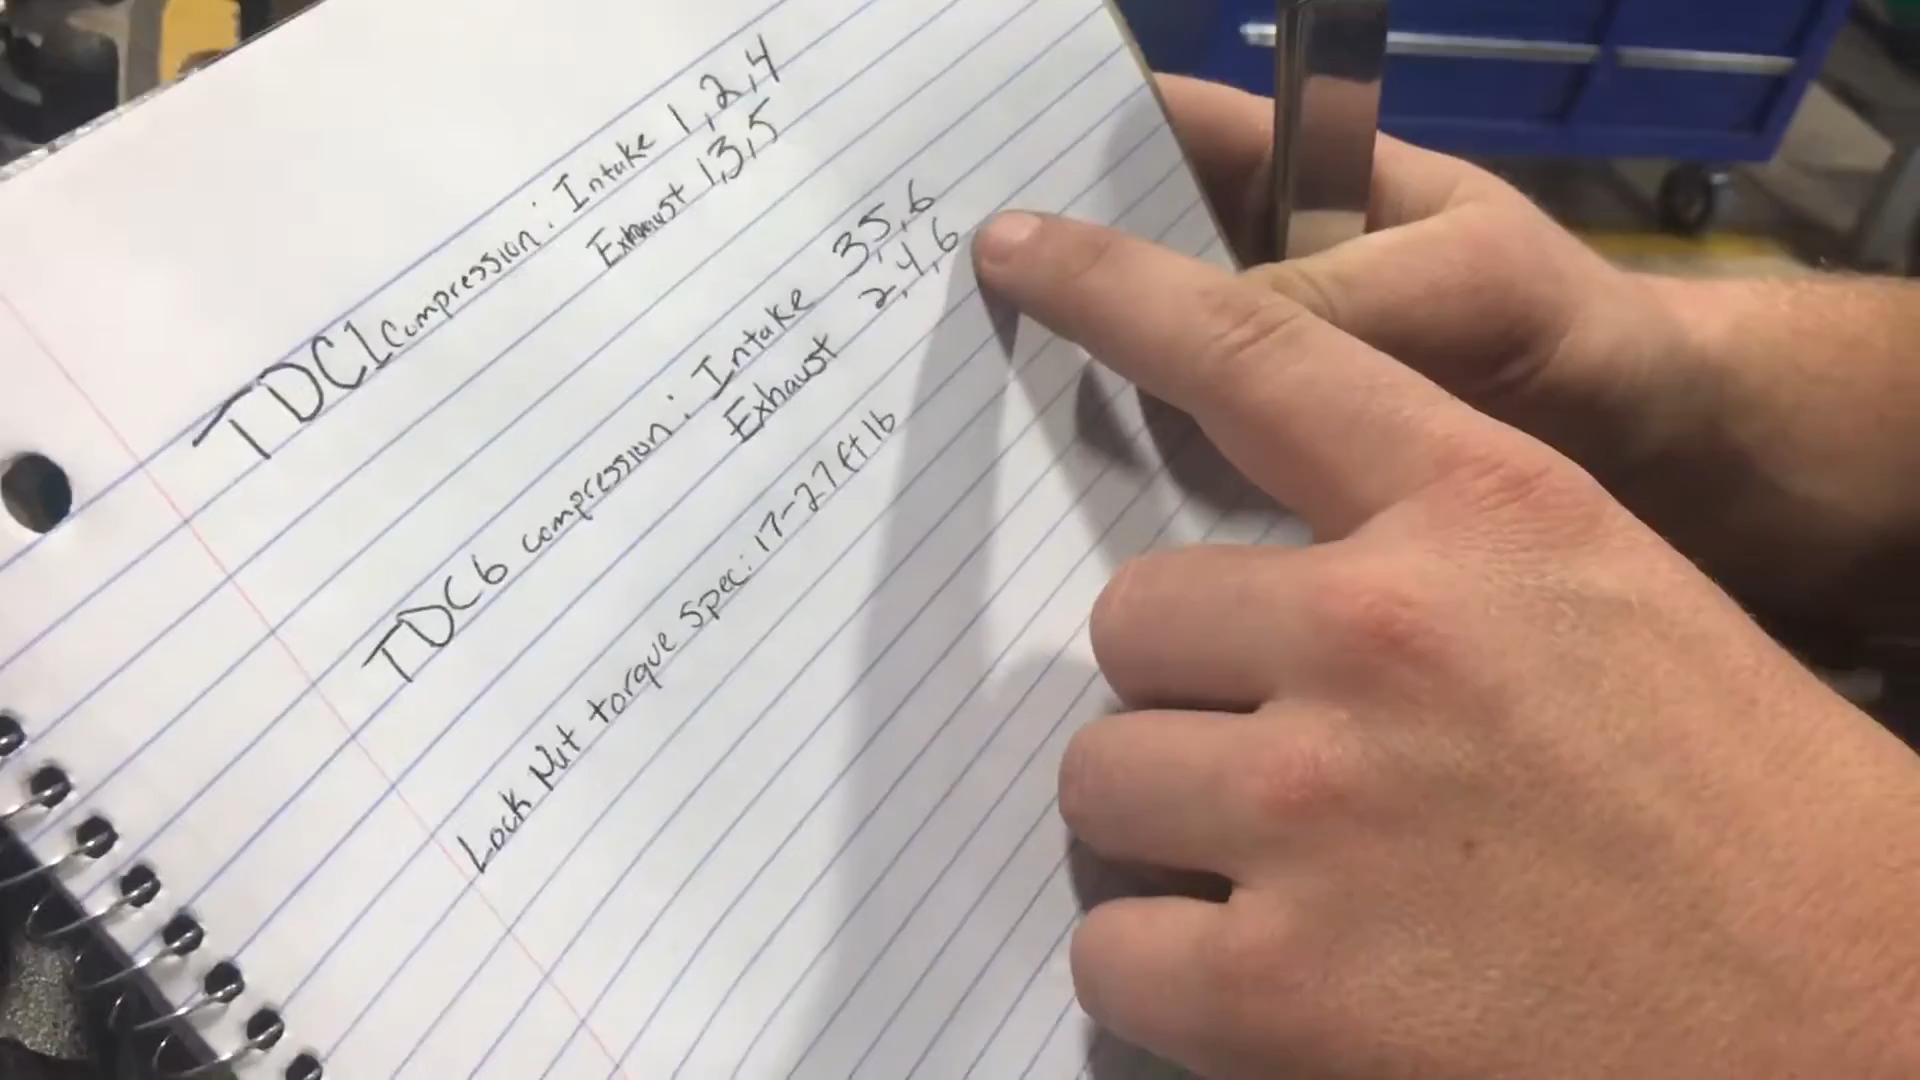 TDC1 Compression: Intake 1,2,4
Exhaust 1,3,5
TDC6 compression: Intake 3,5,6
Exhaust 2,4,6
Lock Nut torque Spec: 17-27 ft lb